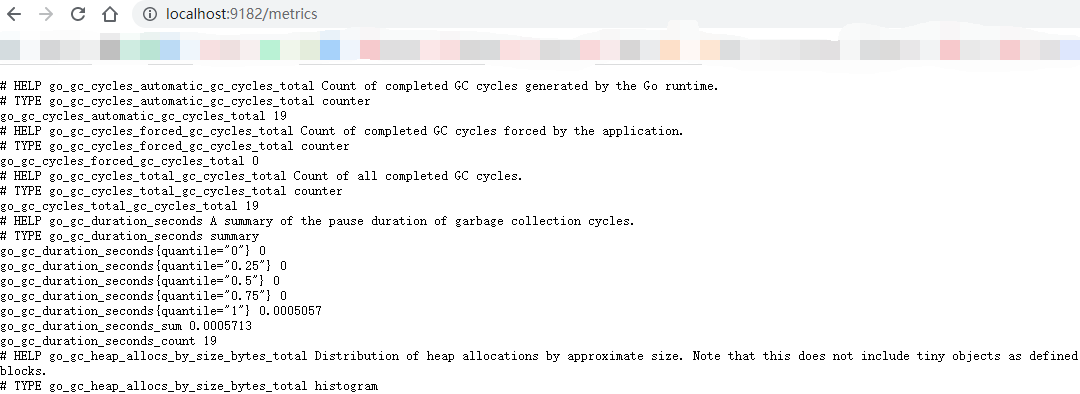 localhost:9182/metrics
# HELP go_gc_cycles_automatic_gc_cycles_total Count of completed GC cycles generated by the Go runtime.
# TYPE go_gc_cycles_automatic_gc_cycles_total counter
go_gc_cycles_automatic_gc_cycles_total 19
# HELP go_gc_cycles_forced_gc_cycles_total Count of completed GC cycles forced by the application.
# TYPE go_gc_cycles_forced_gc_cycles_total counter
go_gc_cycles_forced_gc_cycles_total 0
# HELP go_gc_cycles_total_gc_cycles_total Count of all completed GC cycles.
# TYPE go_gc_cycles_total_gc_cycles_total counter
go_gc_cycles_total_gc_cycles_total 19
# HELP go_gc_duration_seconds A summary of the pause duration of garbage collection cycles.
# TYPE go_gc_duration_seconds summary
go_gc_duration_seconds{quantile="0"} 0
go_gc_duration_seconds{quantile="0.25"} 0
go_gc_duration_seconds{quantile="0.5"} 0
go_gc_duration_seconds{quantile="0.75"} 0
go_gc_duration_seconds{quantile="1"} 0.0005057
go_gc_duration_seconds_sum 0.0005713
go_gc_duration_seconds_count 19
# HELP go_gc_heap_allocs_by_size_bytes_total Distribution of heap allocations by approximate size. Note that this does not include tiny objects as defined
blocks.
# TYPE go_gc_heap_allocs_by_size_bytes_total histogram